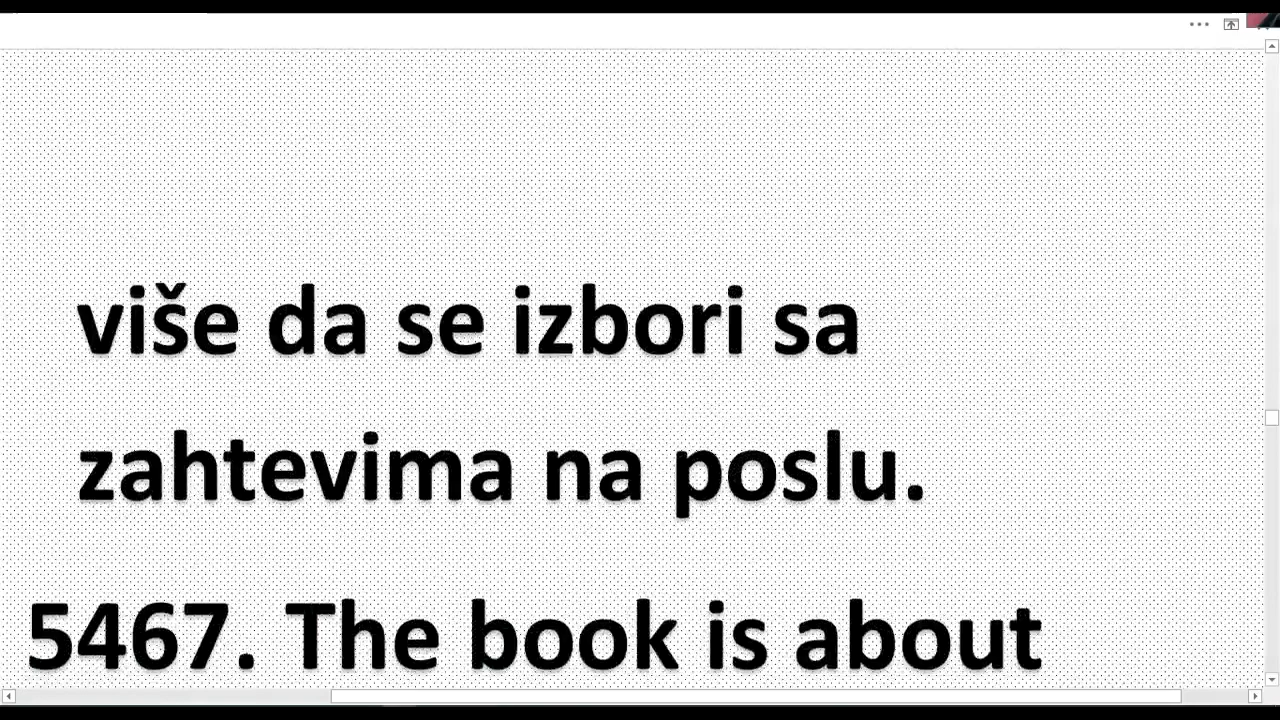 više da se izbori sa
zahtevima na poslu.
5467. The book is about